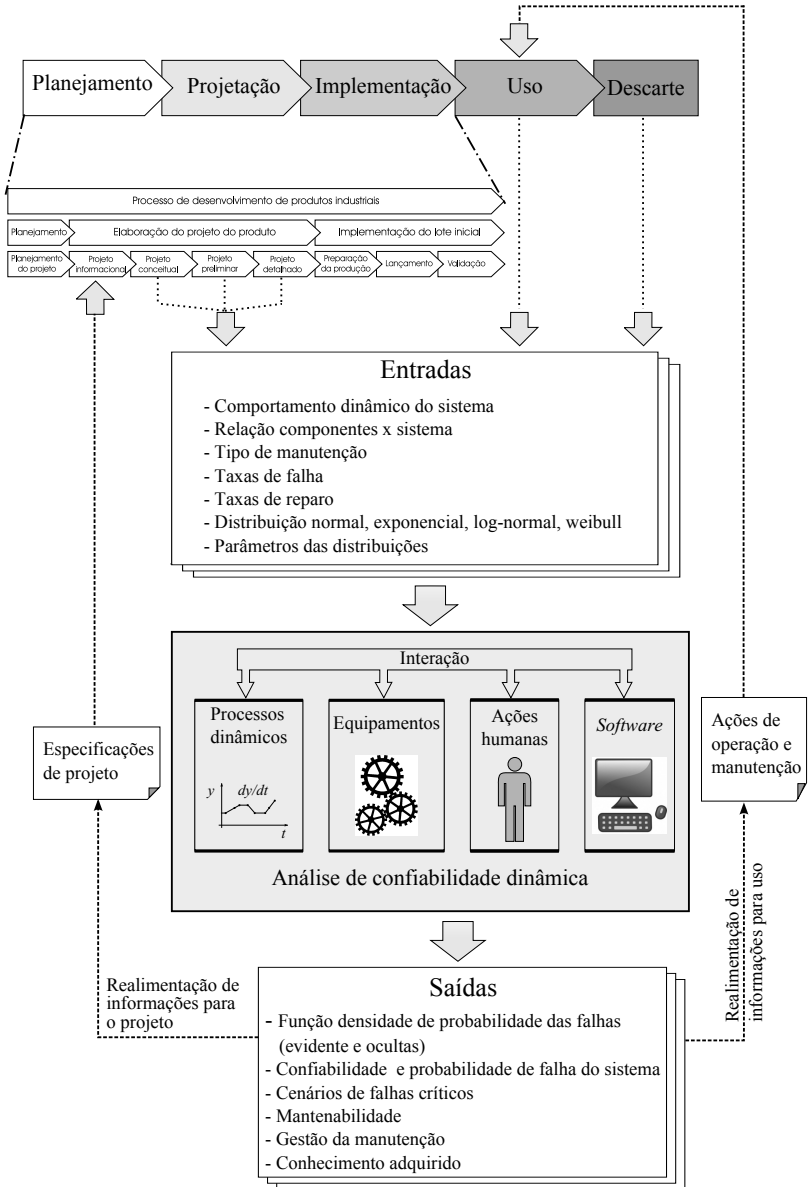 Planejamento
Projetação
Implementação
Uso
Descarte
Processo de desenvolvimento de produtos industriais
Planejamento
Elaboração do projeto do produto
Implementação do lote inicial
Planejamento
do projeto
Projeto
informacional
Projeto
conceitual
Projeto
preliminar
Projeto
detalhado
Preparação
da produção
Lançamento
Validação
Entradas
- Comportamento dinâmico do sistema
- Relação componentes x sistema
- Tipo de manutenção
- Taxas de falha
- Taxas de reparo
- Distribuição normal, exponencial, log-normal, weibull
- Parâmetros das distribuições
Interação
Processos
dinâmicos
y
dy/dt
t
Equipamentos
Ações
humanas
Software
Análise de confiabilidade dinâmica
Especificações
de projeto
Ações de
operação e
manutenção
Realimentação de
informações para
o projeto
Realimentação de
informações para uso
Saídas
- Função densidade de probabilidade das falhas
(evidente e ocultas)
- Confiabilidade e probabilidade de falha do sistema
- Cenários de falhas críticos
- Mantenabilidade
- Gestão da manutenção
- Conhecimento adquirido